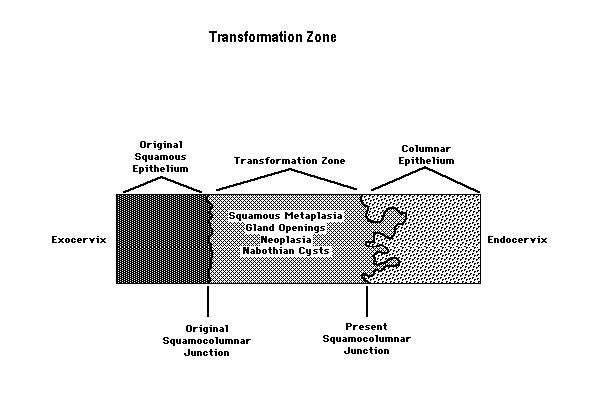 Transformation Zone
Original
Squamous
Epithelium
Transformation Zone
Columnar
Epithelium
Exocervix
Squamous Metaplasia
Gland Openings
Neoplasia
Nabothian Cysts
Endocervix
Original
Squamocolumnar
Junction
Present
Squamocolumnar
Junction